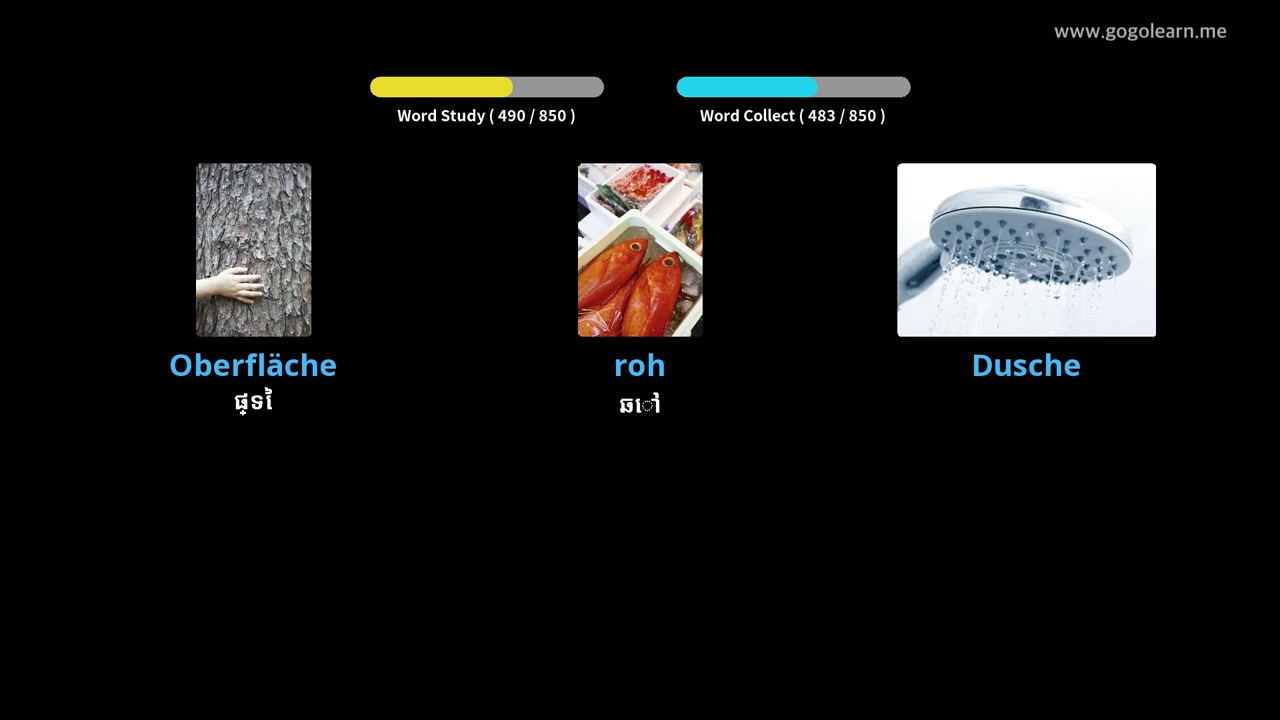 www.gogolearn.me
Word Study ( 490 / 850 )
Word Collect ( 483 / 850 )
Oberfläche
roh
Dusche
ផ្ទៃ
ឆៅ